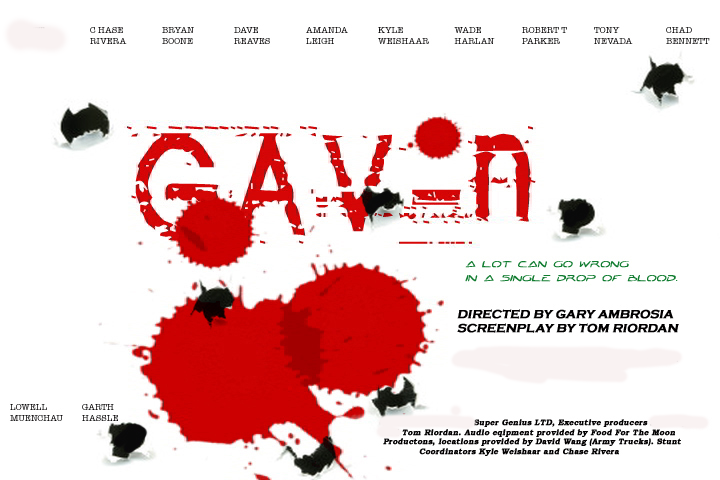 C HASE RIVERA
BRYAN BOONE
DAVE REAVES
AMANDA LEIGH
KYLE WEISHAAR
WADE HARLAN
ROBERT T PARKER
TONY NEVADA
CHAD BENNETT
GAViN
A LOT CAN GO WRONG
IN A SINGLE DROP OF BLOOD.
DIRECTED BY GARY AMBROSIA
SCREENPLAY BY TOM RIORDAN
LOWELL MUENCHAU
GARTH HASSLE
Super Genius LTD, Executive producers
Tom Riordan. Audio eqipment provided by Food For The Moon
Productons, locations provided by David Wang (Army Trucks). Stunt
Coordinators Kyle Weishaar and Chase Rivera